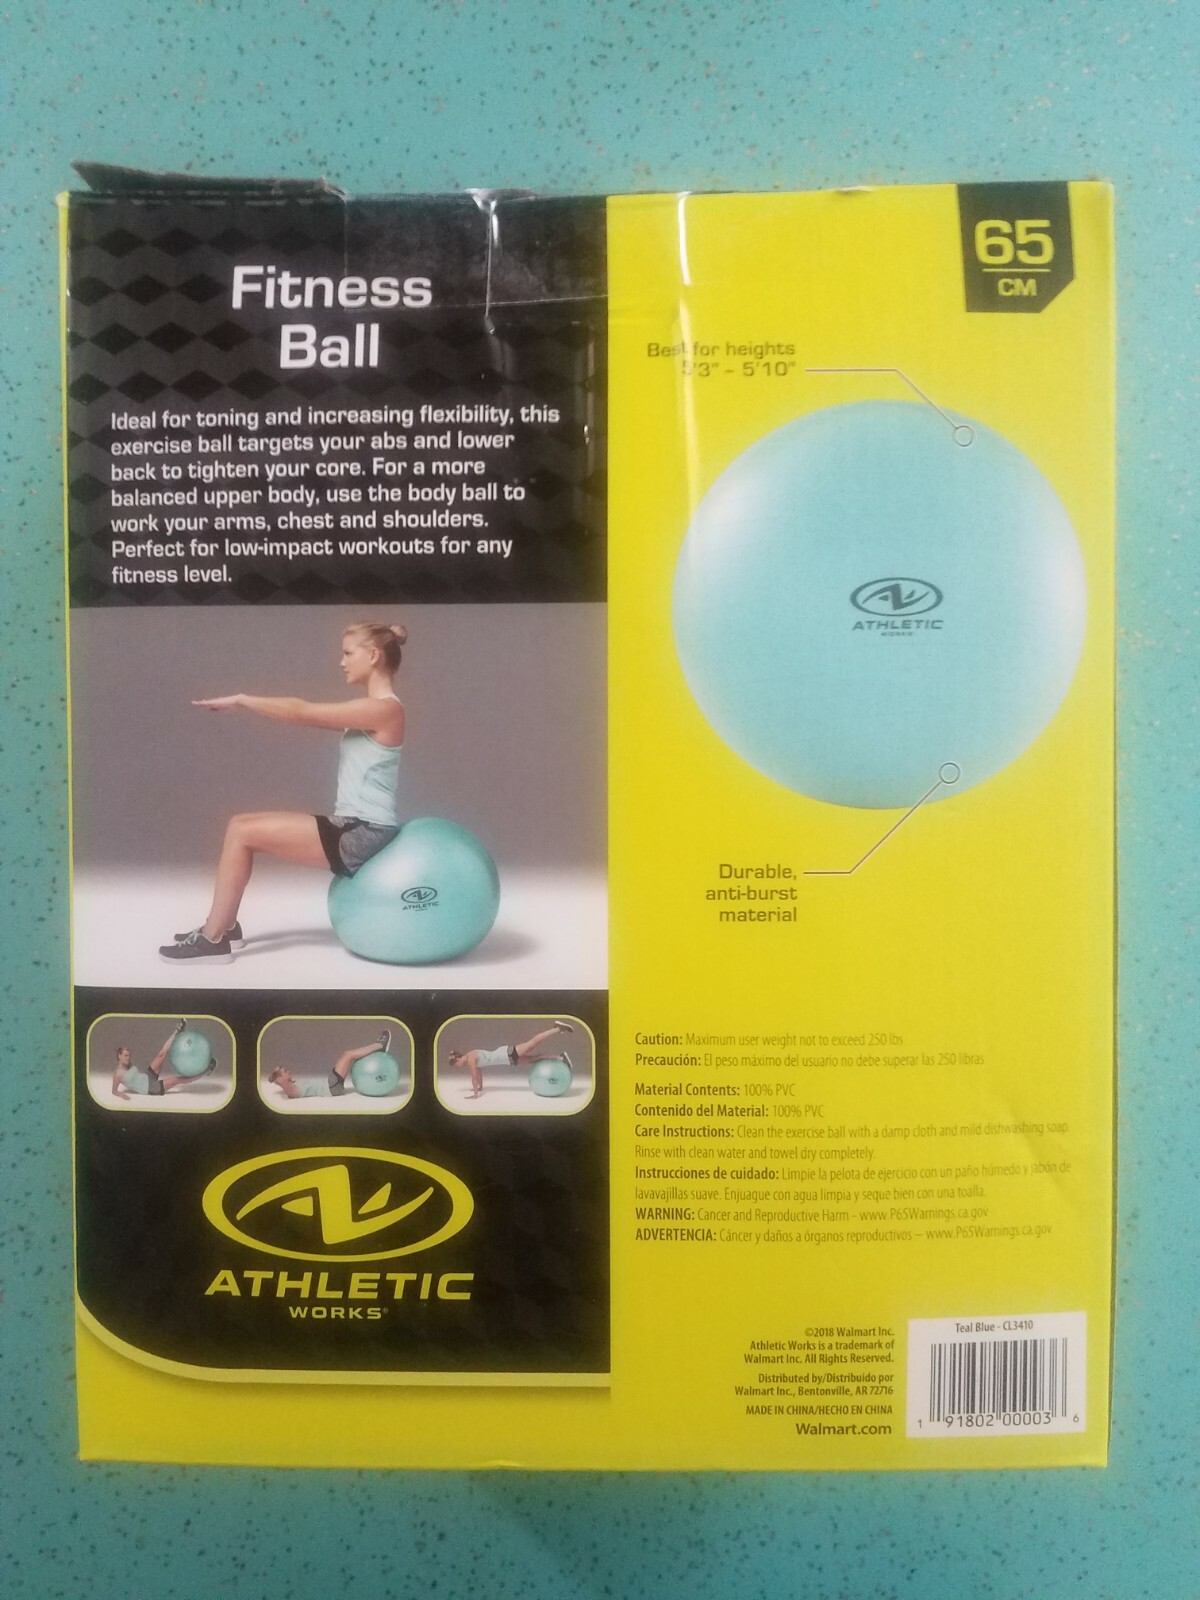 Fitness
Ball
Ideal for toning and increasing flexibility, this
exercise ball targets your abs and lower
back to tighten your core. For a more
balanced upper body, use the body ball to
work your arms, chest and shoulders.
Perfect for low-impact workouts for any
fitness level.
ATHLETIC
ATHLETIC
WORKS®
65
CM
Best for heights
5'3" – 5'10"
ATHLETIC
WORKS
Durable,
anti-burst
material
Caution: Maximum user weight not to exceed 250 lbs
Precaución: El peso máximo del usuario no debe superar las 250 libras
Material Contents: 100% PVC
Contenido del Material: 100% PVC
Care Instructions: Clean the exercise ball with a damp cloth and mild dishwashing soap.
Rinse with clean water and towel dry completely.
Instrucciones de cuidado: Limpie la pelota de ejercicio con un paño húmedo y jabón de
lavavajillas suave. Enjuague con agua limpia y seque bien con una toalla.
WARNING: Cancer and Reproductive Harm - www.P65Warnings.ca.gov
ADVERTENCIA: Cáncer y daños a órganos reproductivos – www.P65Warnings.ca.gov
©2018 Walmart Inc.
Athletic Works is a trademark of
Walmart Inc. All Rights Reserved.
Distributed by/Distribuido por
Walmart Inc., Bentonville, AR 72716
MADE IN CHINA/HECHO EN CHINA
Walmart.com
Teal Blue - CL3410
1 91802 00003 6